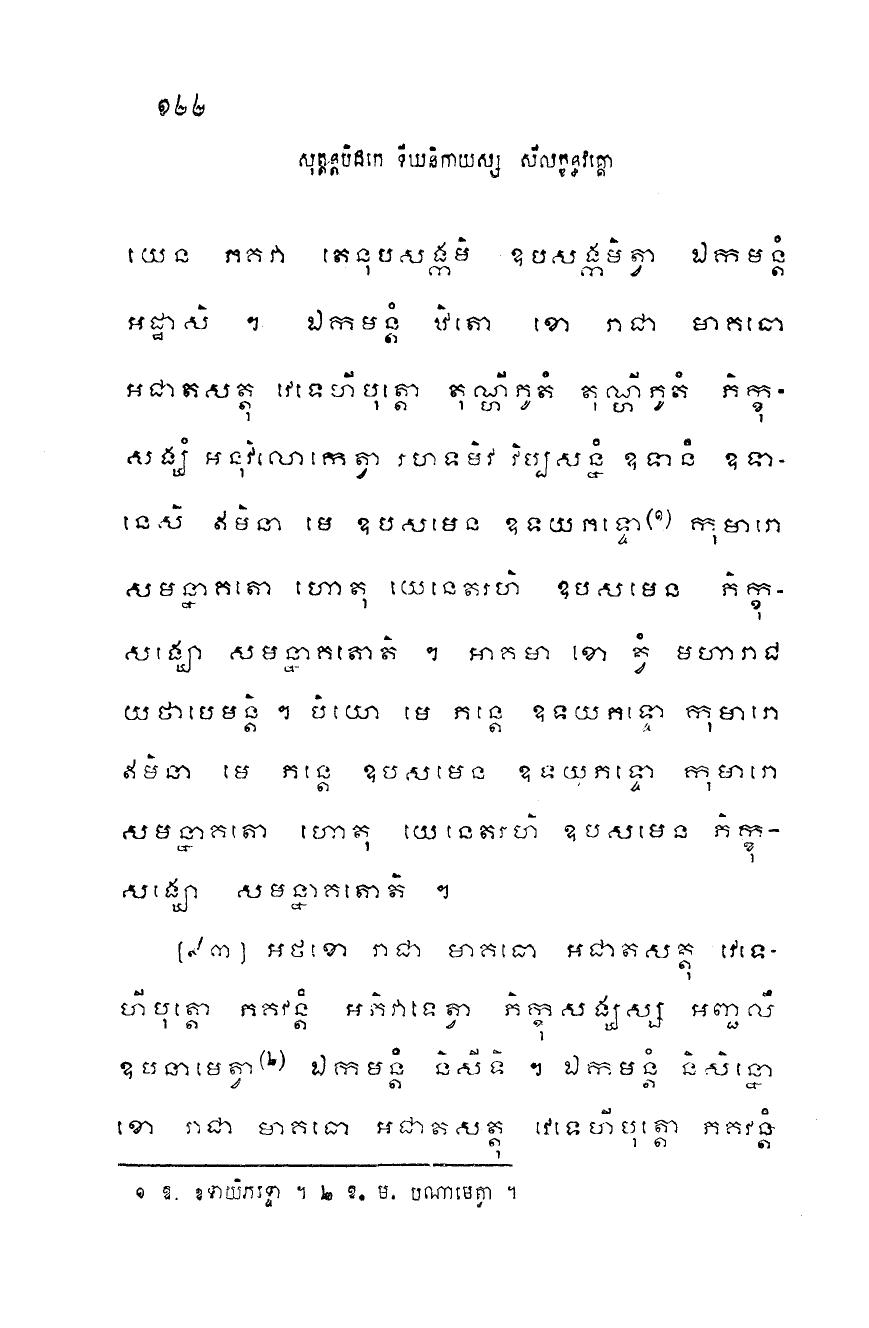 ១២២
សុត្តន្តបិដកេ ទីឃនិកាយស្ស សីលក្ខន្ធវគ្គោ
យេន ភគវា តេនុបសង្កមិ ឧបសង្កមិត្វា ឯកមន្តំ
អដ្ឋាសិ ។ ឯកមន្តំ ឋិតោ ខោ រាជា មាគធោ
អជាតសត្តុ វេទេហីបុត្តោ តុណ្ហីភូតំ តុណ្ហីភូតំ ភិក្ខុ-
សង្ឃំ អនុវិលោកេត្វា រហទមិវ វិប្បសន្នំ ឧទានំ ឧទា-
នេសិ ឥមិនា មេ ឧបសមេន ឧទយភទ្ទោ(១) កុមារោ
សមន្នាគតោ ហោតុ យេនេតរហិ ឧបសមេន ភិក្ខុ-
សង្ឃោ សមន្នាគតោតិ ។ អាគមា ខោ ត្វំ មហារាជ
យថាបេមន្តិ ។ បិយោ មេ ភន្តេ ឧទយភទ្ទោ កុមារោ
ឥមិនា មេ ភន្តេ ឧបសមេន ឧទយភទ្ទោ កុមារោ
សមន្នាគតោ ហោតុ យេនេតរហិ ឧបសមេន ភិក្ខុ-
សង្ឃោ សមន្នាគតោតិ ។
[៩៣] អថខោ រាជា មាគធោ អជាតសត្តុ វេទេ-
ហីបុត្តោ ភគវន្តំ អភិវាទេត្វា ភិក្ខុសង្ឃស្ស អញ្ជលឹ
ឧបនាមេត្វា(២) ឯកមន្តំ និសីទិ ។ ឯកមន្តំ និសិន្នោ
ខោ រាជា មាគធោ អជាតសត្តុ វេទេហីបុត្តោ ភគវន្តំ
១ ឱ. ឧទាយិភទ្ទោ ។ ២ ឱ. ម. បណាមេត្វា ។